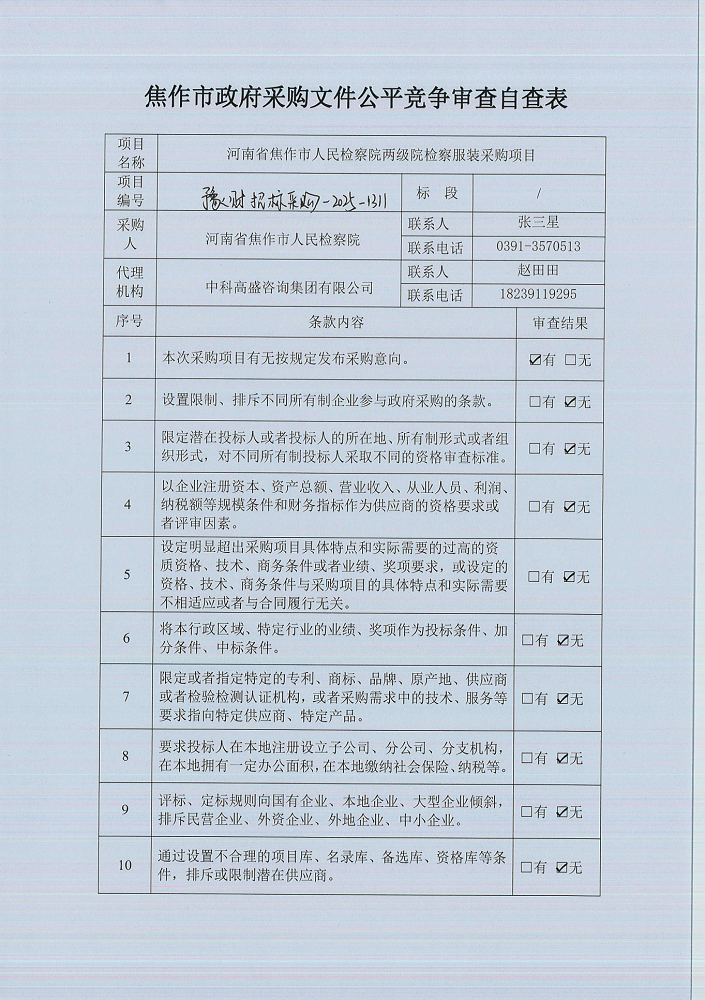 焦作市政府采购文件公平竞争审查自查表
项目
名称
河南省焦作市人民检察院两级院检察服装采购项目
项目
编号
豫财招标采购-2025-1311
标 段
/
采购
人
河南省焦作市人民检察院
联系人
张三星
联系电话
0391-3570513
代理
机构
中科高盛咨询集团有限公司
联系人
赵田田
联系电话
18239119295
序号
条款内容
审查结果
1
本次采购项目有无按规定发布采购意向。
☑有 □无
2
设置限制、排斥不同所有制企业参与政府采购的条款。
□有 ☑无
3
限定潜在投标人或者投标人的所在地、所有制形式或者组
织形式，对不同所有制投标人采取不同的资格审查标准。
□有 ☑无
4
以企业注册资本、资产总额、营业收入、从业人员、利润、
纳税额等规模条件和财务指标作为供应商的资格要求或
者评审因素。
□有 ☑无
5
设定明显超出采购项目具体特点和实际需要的过高的资
质资格、技术、商务条件或者业绩、奖项要求，或设定的
资格、技术、商务条件与采购项目的具体特点和实际需要
不相适应或者与合同履行无关。
□有 ☑无
6
将本行政区域、特定行业的业绩、奖项作为投标条件、加
分条件、中标条件。
□有 ☑无
7
限定或者指定特定的专利、商标、品牌、原产地、供应商
或者检验检测认证机构，或者采购需求中的技术、服务等
要求指向特定供应商、特定产品。
□有 ☑无
8
要求投标人在本地注册设立子公司、分公司、分支机构，
在本地拥有一定办公面积，在本地缴纳社会保险、纳税等。
□有 ☑无
9
评标、定标规则向国有企业、本地企业、大型企业倾斜，
排斥民营企业、外资企业、外地企业、中小企业。
□有 ☑无
10
通过设置不合理的项目库、名录库、备选库、资格库等条
件，排斥或限制潜在供应商。
□有 ☑无